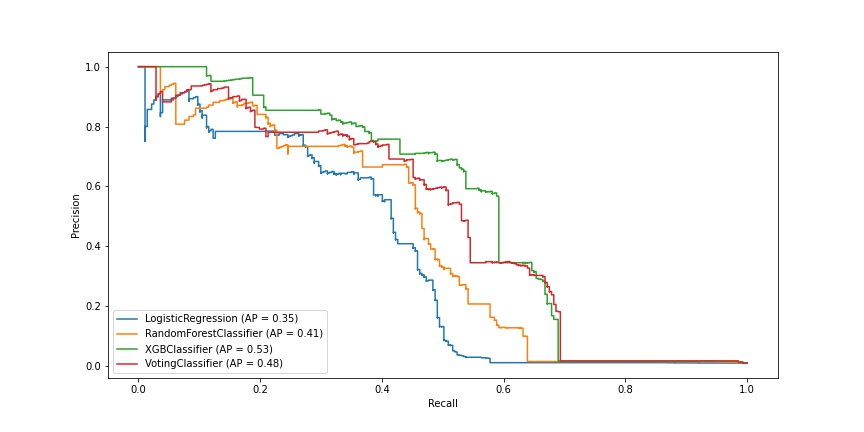 1.0
0.8
0.6
0.4
0.2
0.0
Precision
LogisticRegression (AP = 0.35)
RandomForestClassifier (AP = 0.41)
XGBClassifier (AP = 0.53)
VotingClassifier (AP = 0.48)
0.0 0.2 0.4 0.6 0.8 1.0
Recall